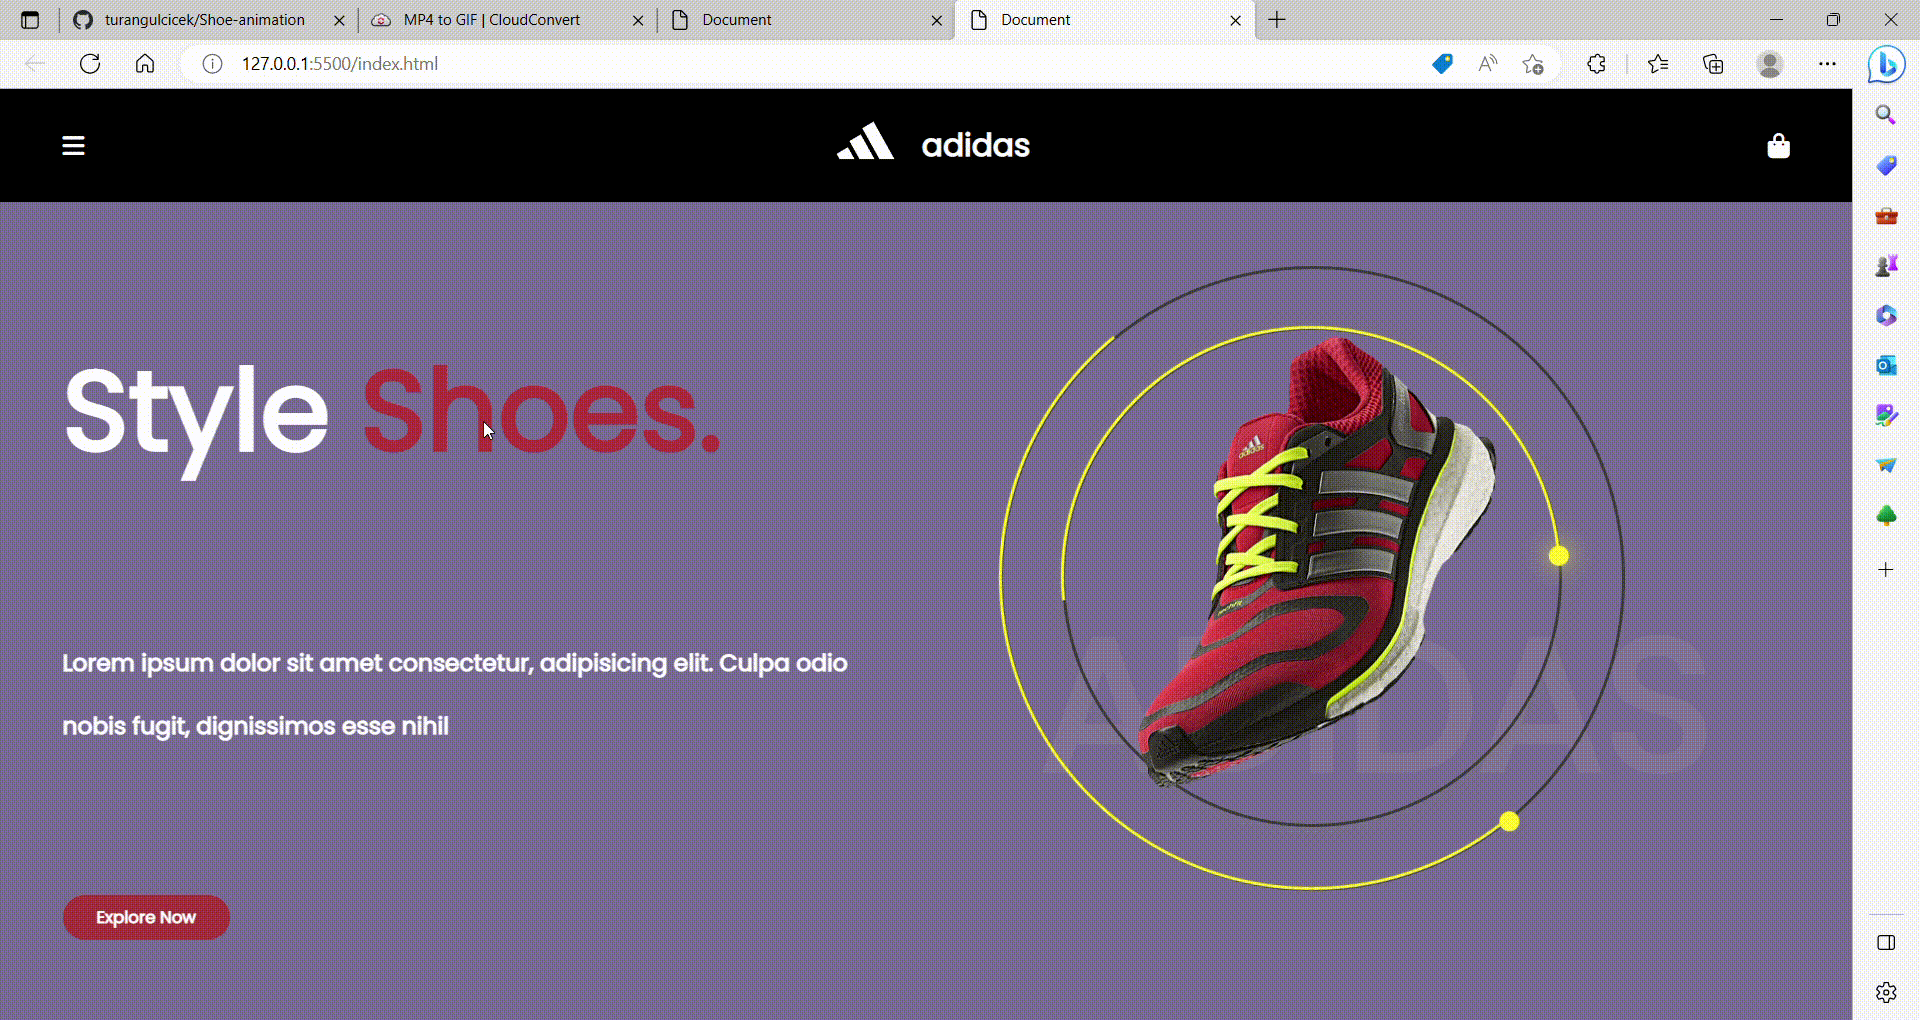 turangulcicek/Shoe-animation
MP4 to GIF | CloudConvert
Document
Document
127.0.0.1:5500/index.html
adidas
Style Shoes.
adidas
ADIDAS
Lorem ipsum dolor sit amet consectetur, adipisicing elit. Culpa odio
nobis fugit, dignissimos esse nihil
Explore Now